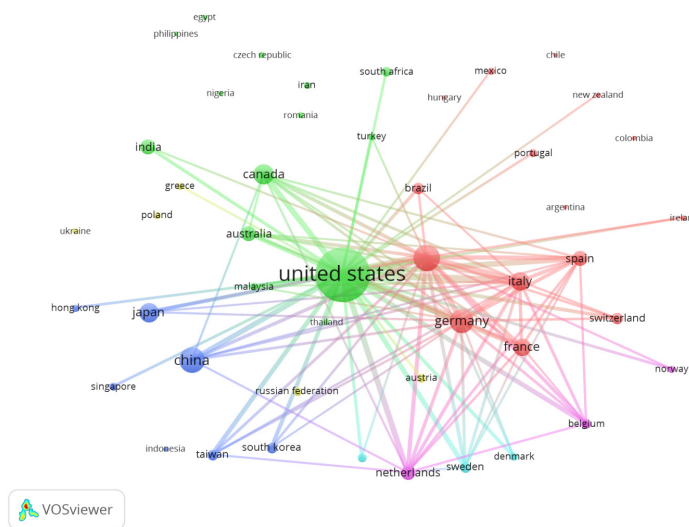 egypt
philippines
czech republic
chile
south africa
mexico
iran
nigeria
hungary
new zealand
romania
turkey
colombia
india
portugal
canada
greece
brazil
poland
argentina
irelan
ukraine
australia
spain
united states
italy
malaysia
hong kong
japan
thailand
germany
switzerland
france
china
norway
austria
singapore
russian federation
belgium
indonesia
taiwan
south korea
denmark
sweden
netherlands
VOSviewer